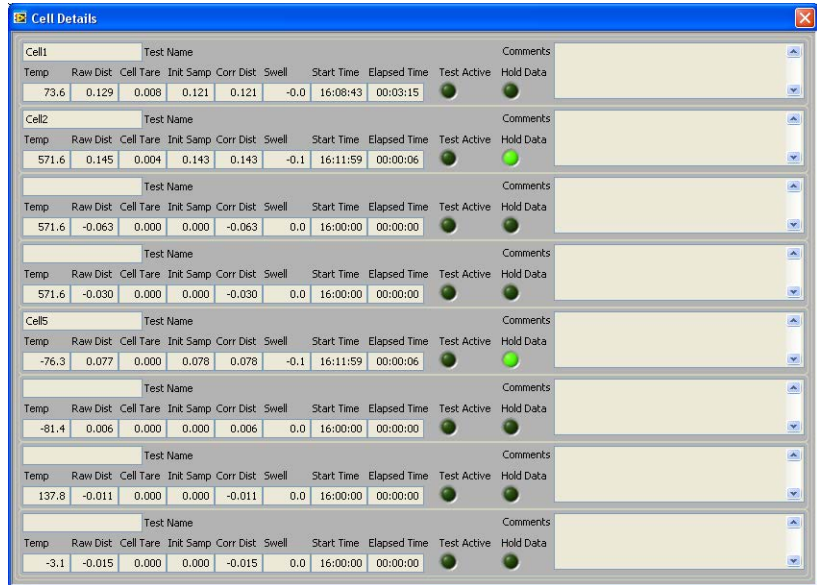 Cell Details
Cell1 Test Name Comments
Temp Raw Dist Cell Tare Init Samp Corr Dist Swell Start Time Elapsed Time Test Active Hold Data
73.6 0.129 0.008 0.121 0.121 -0.0 16:08:43 00:03:15
Cell2 Test Name Comments
Temp Raw Dist Cell Tare Init Samp Corr Dist Swell Start Time Elapsed Time Test Active Hold Data
571.6 0.145 0.004 0.143 0.143 -0.1 16:11:59 00:00:06
Test Name Comments
Temp Raw Dist Cell Tare Init Samp Corr Dist Swell Start Time Elapsed Time Test Active Hold Data
571.6 -0.063 0.000 0.000 -0.063 0.0 16:00:00 00:00:00
Test Name Comments
Temp Raw Dist Cell Tare Init Samp Corr Dist Swell Start Time Elapsed Time Test Active Hold Data
571.6 -0.030 0.000 0.000 -0.030 0.0 16:00:00 00:00:00
Cell5 Test Name Comments
Temp Raw Dist Cell Tare Init Samp Corr Dist Swell Start Time Elapsed Time Test Active Hold Data
-76.3 0.077 0.000 0.078 0.078 -0.1 16:11:59 00:00:06
Test Name Comments
Temp Raw Dist Cell Tare Init Samp Corr Dist Swell Start Time Elapsed Time Test Active Hold Data
-81.4 0.006 0.000 0.000 0.006 0.0 16:00:00 00:00:00
Test Name Comments
Temp Raw Dist Cell Tare Init Samp Corr Dist Swell Start Time Elapsed Time Test Active Hold Data
137.8 -0.011 0.000 0.000 -0.011 0.0 16:00:00 00:00:00
Test Name Comments
Temp Raw Dist Cell Tare Init Samp Corr Dist Swell Start Time Elapsed Time Test Active Hold Data
-3.1 -0.015 0.000 0.000 -0.015 0.0 16:00:00 00:00:00